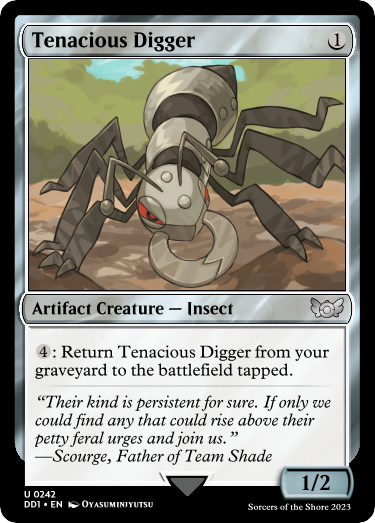 Tenacious Digger 1
Artifact Creature — Insect
4: Return Tenacious Digger from your
graveyard to the battlefield tapped.
“Their kind is persistent for sure. If only we
could find any that could rise above their
petty feral urges and join us.”
—Scourge, Father of Team Shade
1/2
U 0242
DD1 • EN Oyasuminiyutsu
Sorcers of the Shore 2023